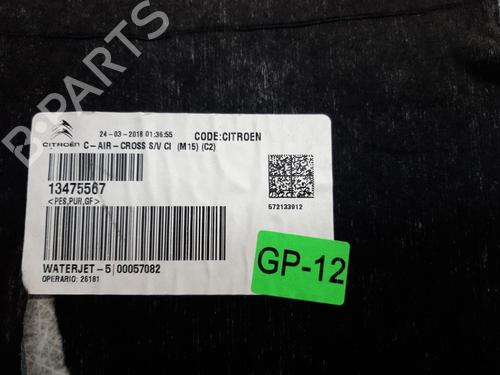 B-PARTS
24-03-2018 01:36:55
CODE:CITROEN
CITROËN
C-AIR-CROSS S/V CI (M15) (C2)
13475567
<PES,PUR,GF>
572133912
WATERJET-5|00057082
OPERARIO: 26181
GP-12